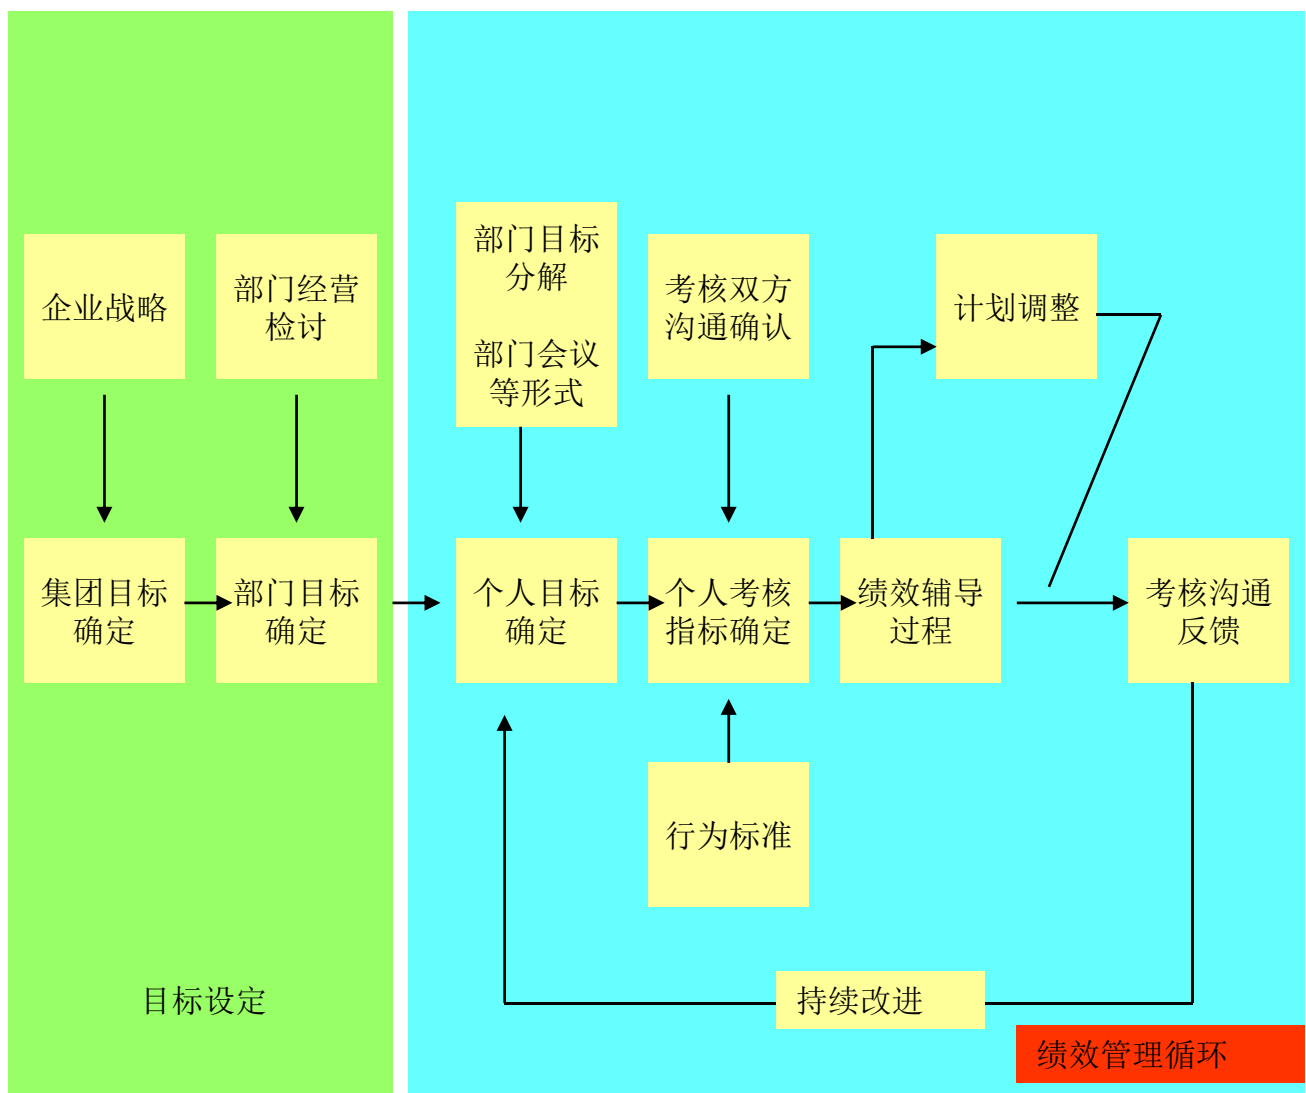 企业战略
部门经营
检讨
部门目标
分解
部门会议
等形式
考核双方
沟通确认
计划调整
集团目标
确定
部门目标
确定
个人目标
确定
个人考核
指标确定
绩效辅导
过程
考核沟通
反馈
行为标准
目标设定
持续改进
绩效管理循环